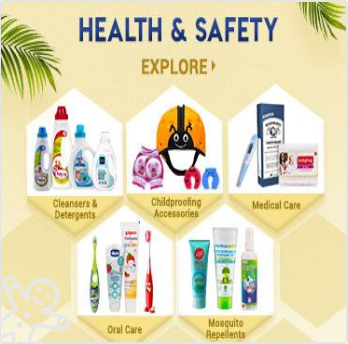 HEALTH & SAFETY
EXPLORE
Cleansers &
Detergents
Childproofing
Accessories
Medical Care
Oral Care
Mosquito
Repellents